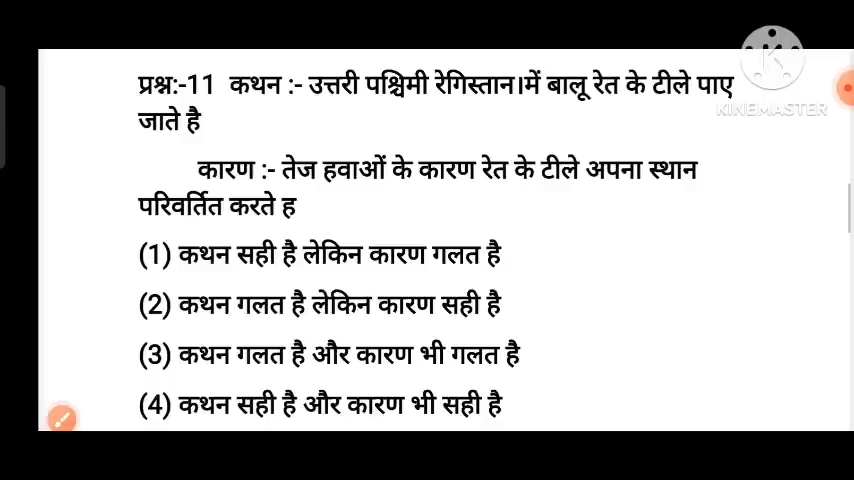 प्रश्न:-11 कथन :- उत्तरी पश्चिमी रेगिस्तान।में बालू रेत के टीले पाए
जाते है
कारण :- तेज हवाओं के कारण रेत के टीले अपना स्थान
परिवर्तित करते ह
(1) कथन सही है लेकिन कारण गलत है
(2) कथन गलत है लेकिन कारण सही है
(3) कथन गलत है और कारण भी गलत है
(4) कथन सही है और कारण भी सही है
KINEMASTER